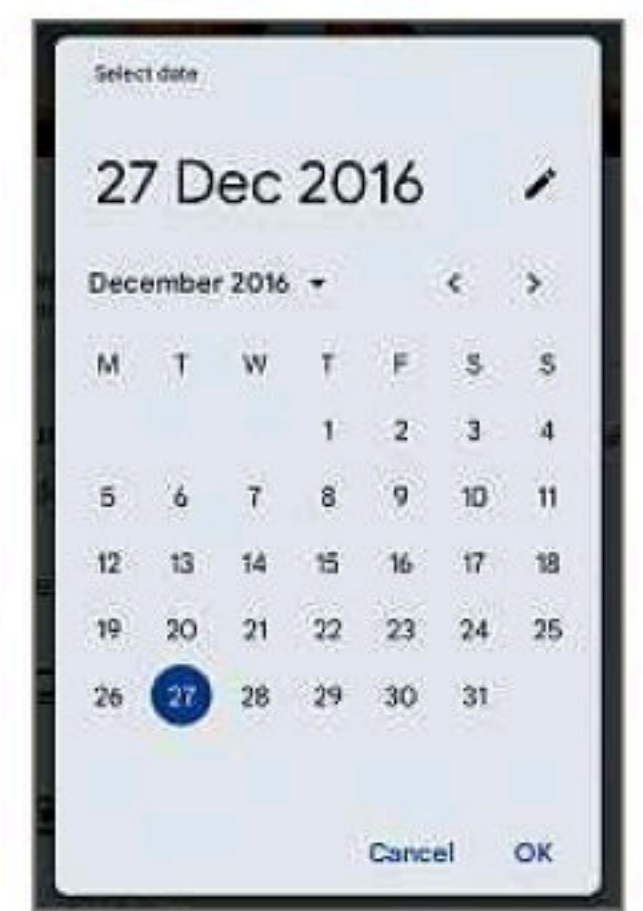 Select date
27 Dec 2016
December 2016
M T W T F S S
1 2 3 4
5 6 7 8 9 10 11
12 13 14 15 16 17 18
19 20 21 22 23 24 25
26 27 28 29 30 31
Cancel OK